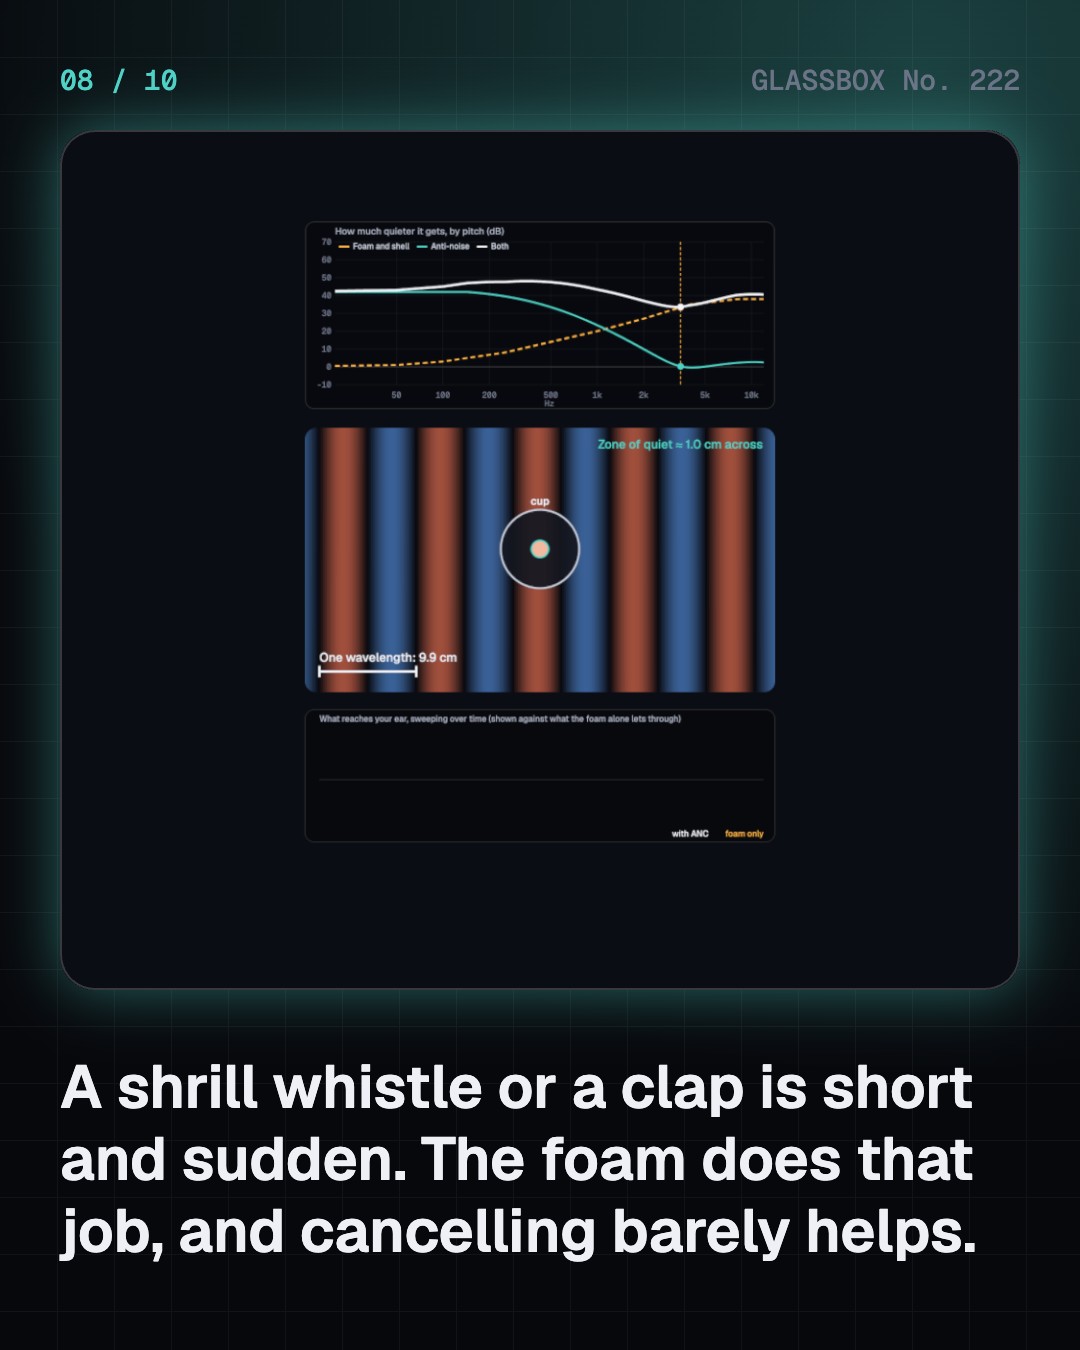 08 / 10
GLASSBOX No. 222
How much quieter it gets, by pitch (dB)
Foam and shell Anti-noise Both
70
60
50
40
30
20
10
0
-10
50 100 200 500 1k 2k 5k 10k
Hz
Zone of quiet ≈ 1.0 cm across
cup
One wavelength: 9.9 cm
What reaches your ear, sweeping over time (shown against what the foam alone lets through)
with ANC foam only
A shrill whistle or a clap is short
and sudden. The foam does that
job, and cancelling barely helps.